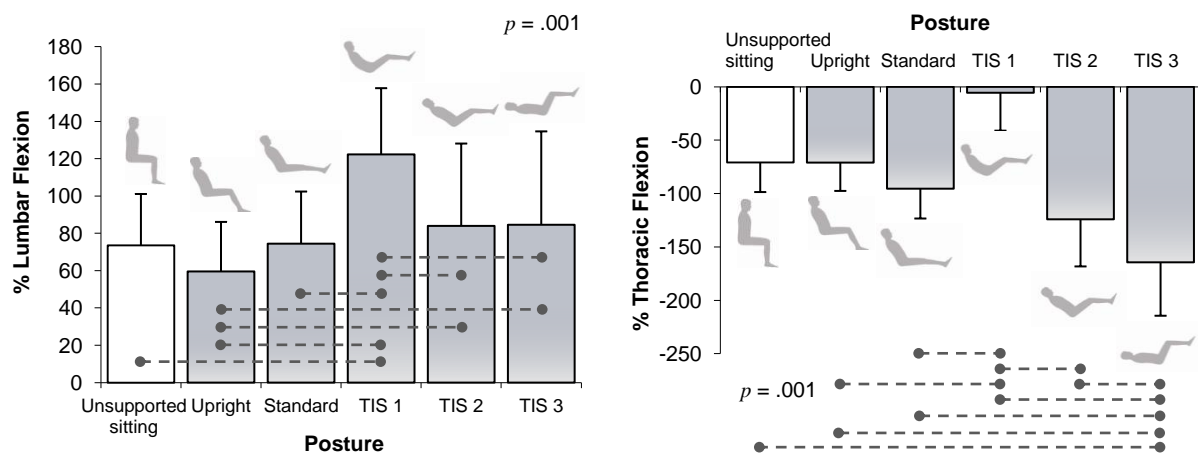 p = .001
180
160
140
120
100
80
60
40
20
0
% Lumbar Flexion
Unsupported Upright Standard TIS 1 TIS 2 TIS 3
sitting
Posture
Posture
Unsupported
sitting Upright Standard TIS 1 TIS 2 TIS 3
0
-50
-100
-150
-200
-250
% Thoracic Flexion
p = .001